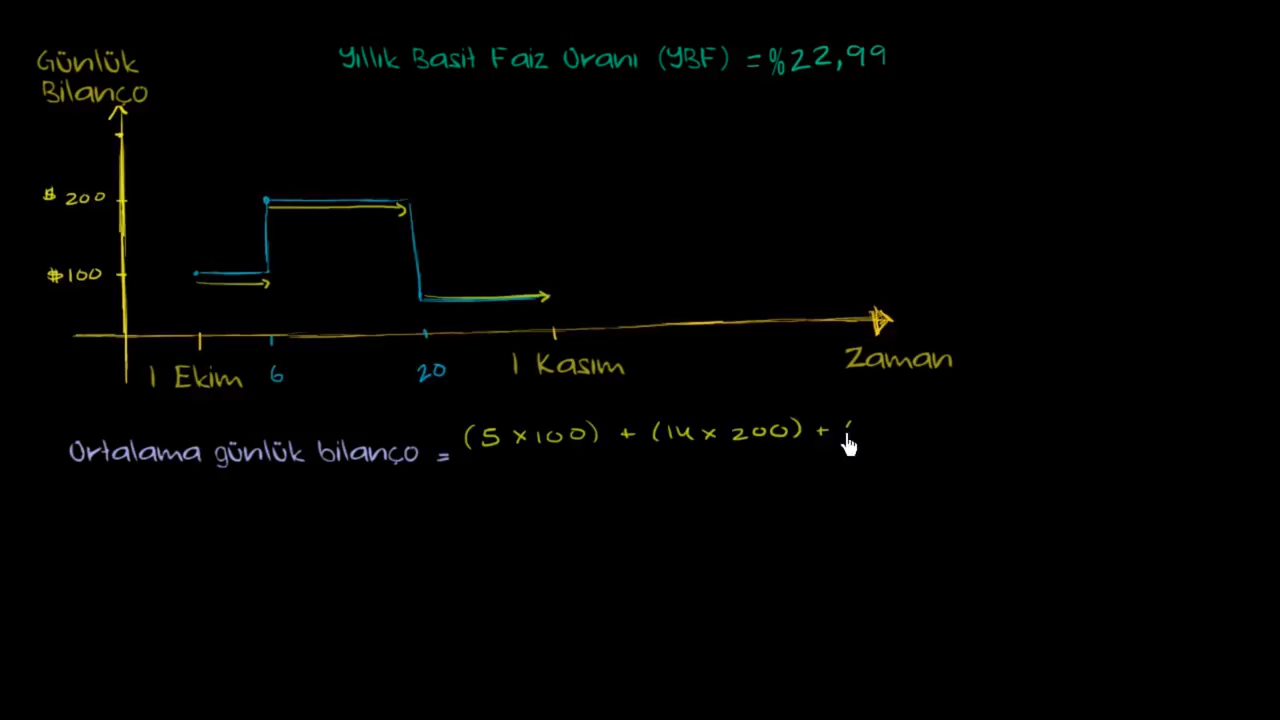 Günlük
Bilanço
Yıllık Basit Faiz Oranı (YBF) = %22,99
$ 200
$100
1 Ekim
6
20
1 Kasım
Zaman
Ortalama günlük bilanço = (5 x 100) + (14 x 200) +